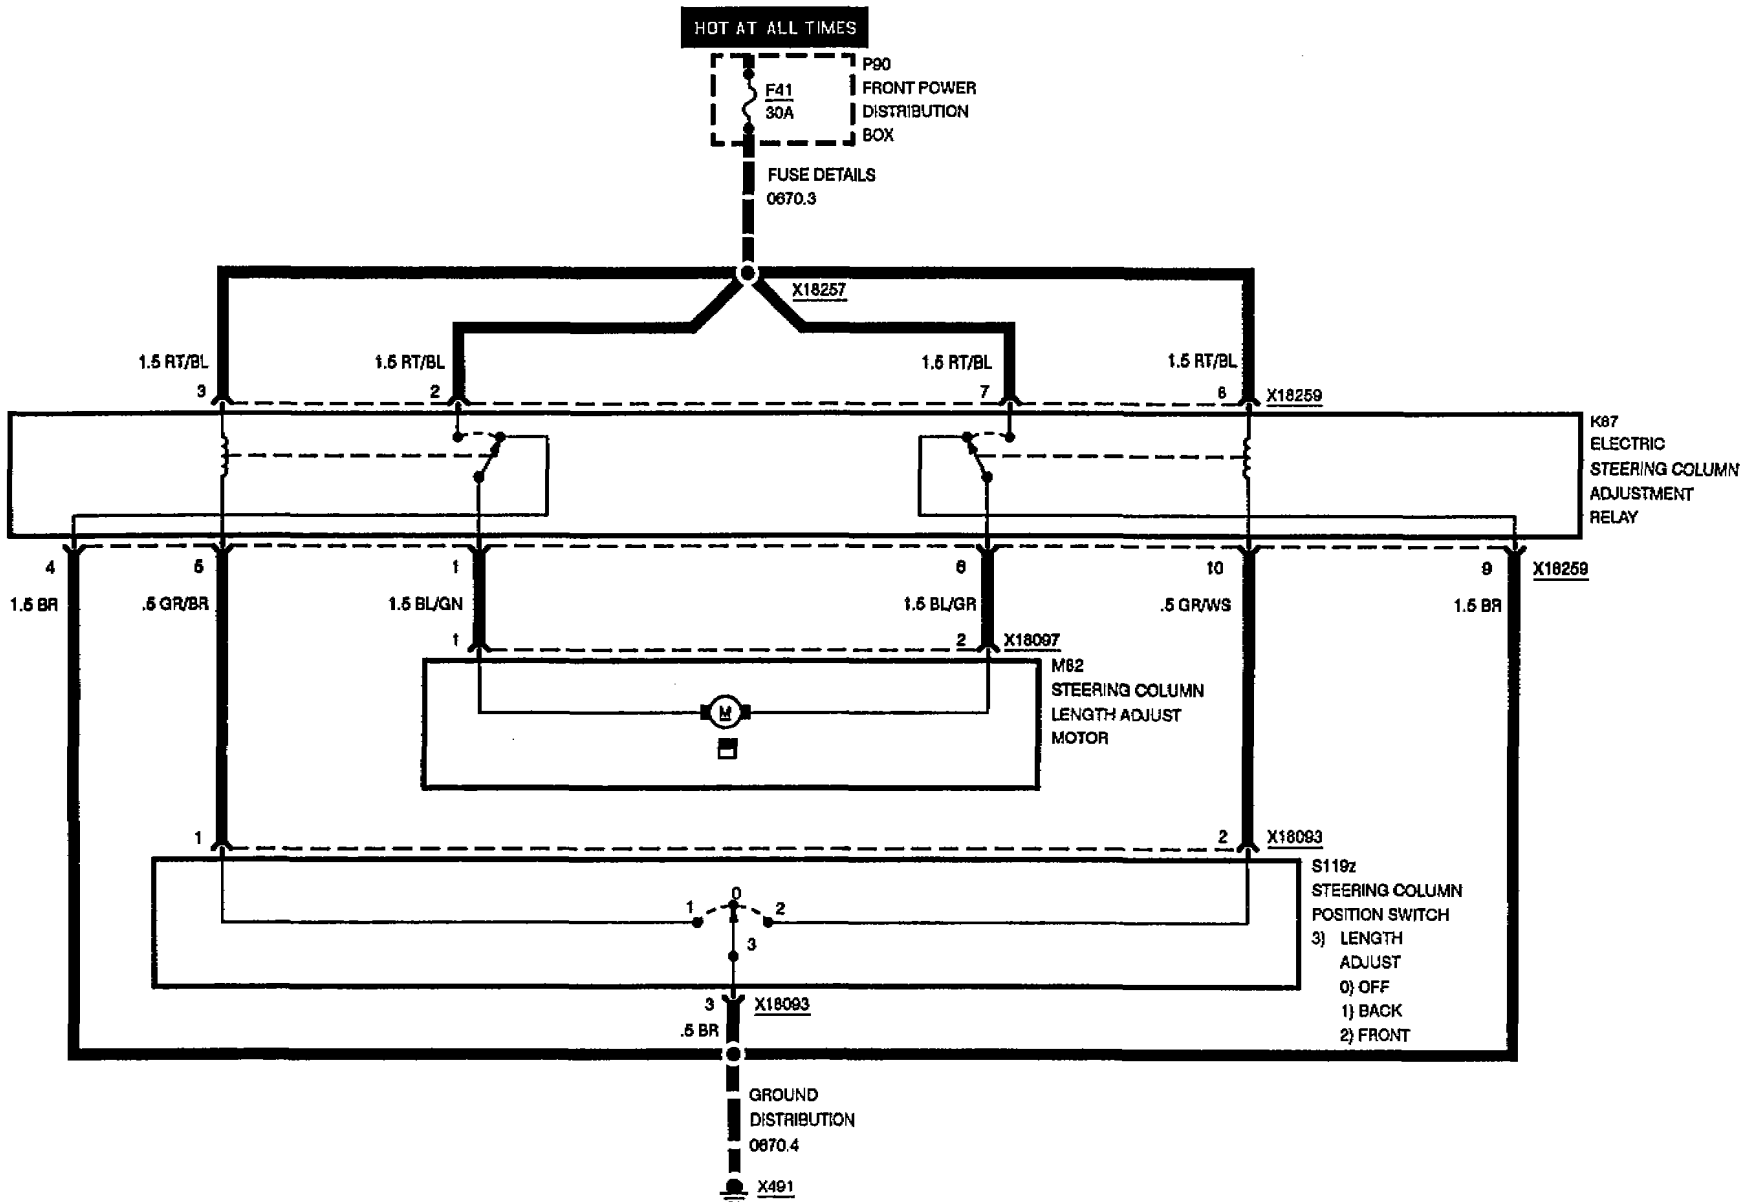 HOT AT ALL TIMES
P90
FRONT POWER
DISTRIBUTION
BOX
F41
30A
FUSE DETAILS
0670.3
X18257
1.5 RT/BL
1.5 RT/BL
1.5 RT/BL
1.5 RT/BL
3
2
7
8
X18259
K87
ELECTRIC
STEERING COLUMN
ADJUSTMENT
RELAY
4
5
1
6
10
9
X18259
1.5 BR
.5 GR/BR
1.5 BL/GN
1.5 BL/GR
.5 GR/WS
1.5 BR
1
2
X18097
M62
STEERING COLUMN
LENGTH ADJUST
MOTOR
M
1
2
X18093
S119z
STEERING COLUMN
POSITION SWITCH
3) LENGTH
ADJUST
0) OFF
1) BACK
2) FRONT
0
1
2
3
3
X18093
.5 BR
GROUND
DISTRIBUTION
0670.4
X491